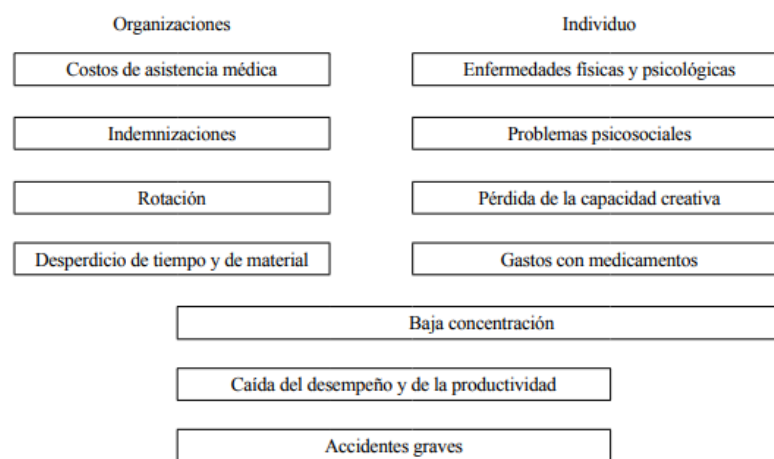 Organizaciones
Individuo
Costos de asistencia médica
Enfermedades físicas y psicológicas
Indemnizaciones
Problemas psicosociales
Rotación
Pérdida de la capacidad creativa
Desperdicio de tiempo y de material
Gastos con medicamentos
Baja concentración
Caída del desempeño y de la productividad
Accidentes graves